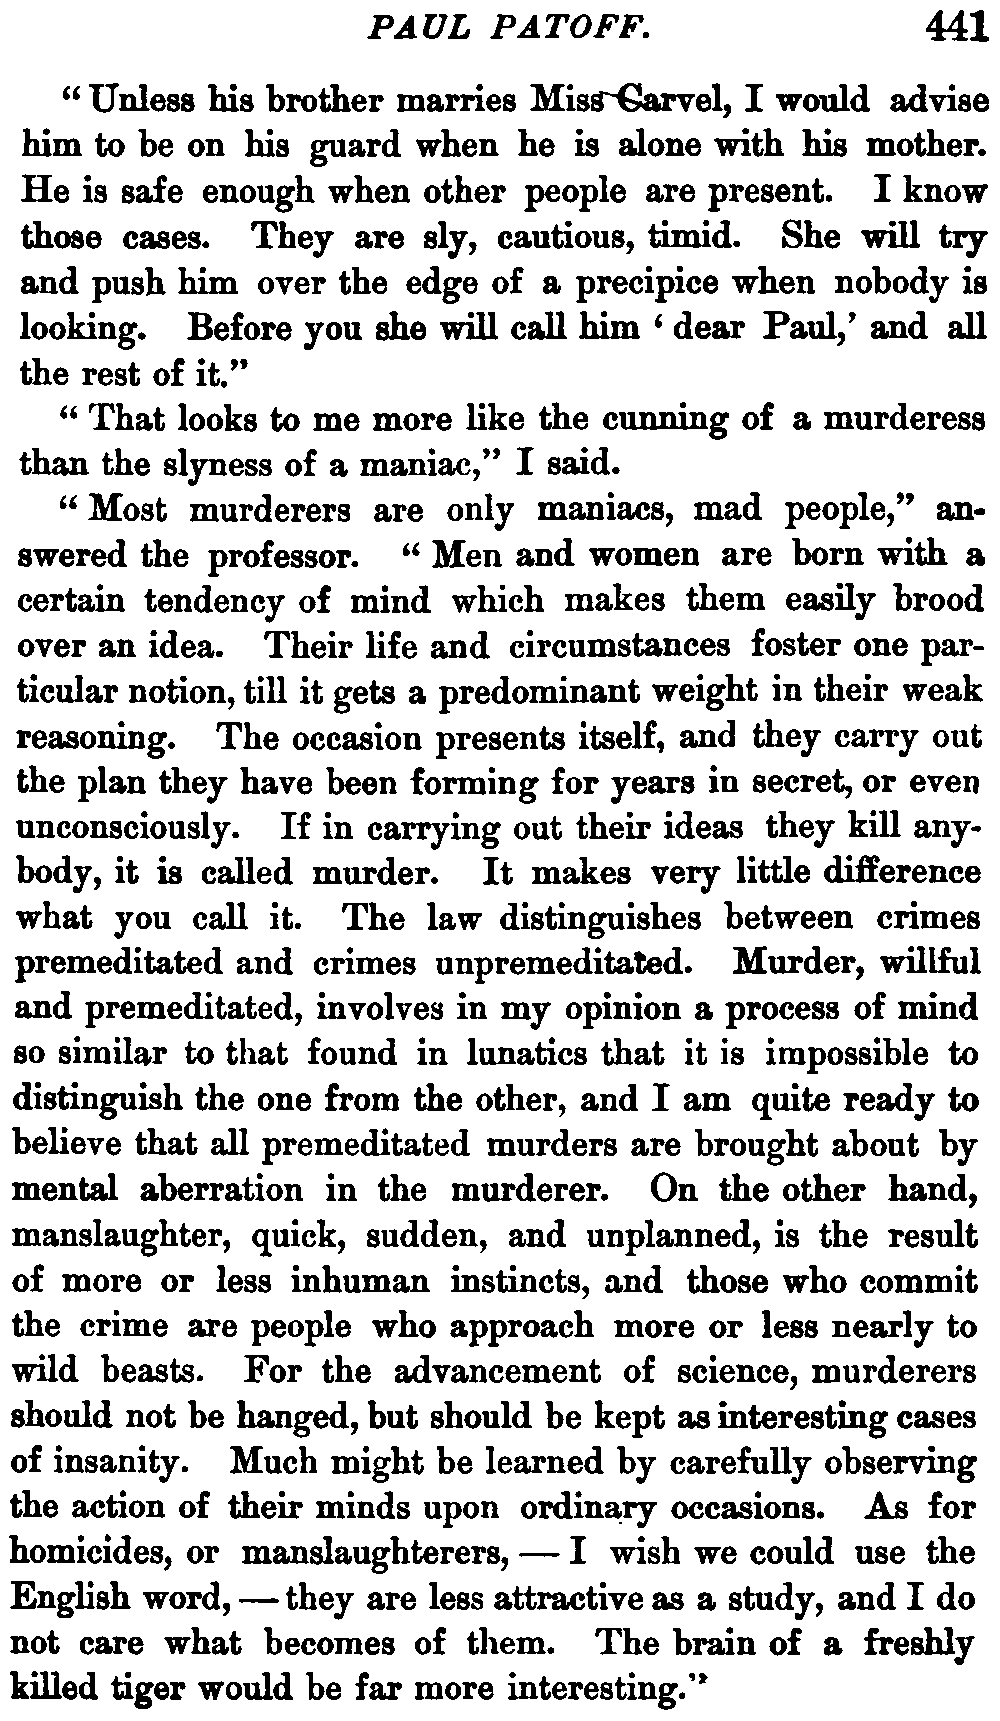 PAUL PATOFF. 441
“ Unless his brother marries Miss Carvel, I would advise
him to be on his guard when he is alone with his mother.
He is safe enough when other people are present. I know
those cases. They are sly, cautious, timid. She will try
and push him over the edge of a precipice when nobody is
looking. Before you she will call him ‘ dear Paul,’ and all
the rest of it.”
“ That looks to me more like the cunning of a murderess
than the slyness of a maniac,” I said.
“ Most murderers are only maniacs, mad people,” an-
swered the professor. “ Men and women are born with a
certain tendency of mind which makes them easily brood
over an idea. Their life and circumstances foster one par-
ticular notion, till it gets a predominant weight in their weak
reasoning. The occasion presents itself, and they carry out
the plan they have been forming for years in secret, or even
unconsciously. If in carrying out their ideas they kill any-
body, it is called murder. It makes very little difference
what you call it. The law distinguishes between crimes
premeditated and crimes unpremeditated. Murder, willful
and premeditated, involves in my opinion a process of mind
so similar to that found in lunatics that it is impossible to
distinguish the one from the other, and I am quite ready to
believe that all premeditated murders are brought about by
mental aberration in the murderer. On the other hand,
manslaughter, quick, sudden, and unplanned, is the result
of more or less inhuman instincts, and those who commit
the crime are people who approach more or less nearly to
wild beasts. For the advancement of science, murderers
should not be hanged, but should be kept as interesting cases
of insanity. Much might be learned by carefully observing
the action of their minds upon ordinary occasions. As for
homicides, or manslaughterers, — I wish we could use the
English word, — they are less attractive as a study, and I do
not care what becomes of them. The brain of a freshly
killed tiger would be far more interesting.”